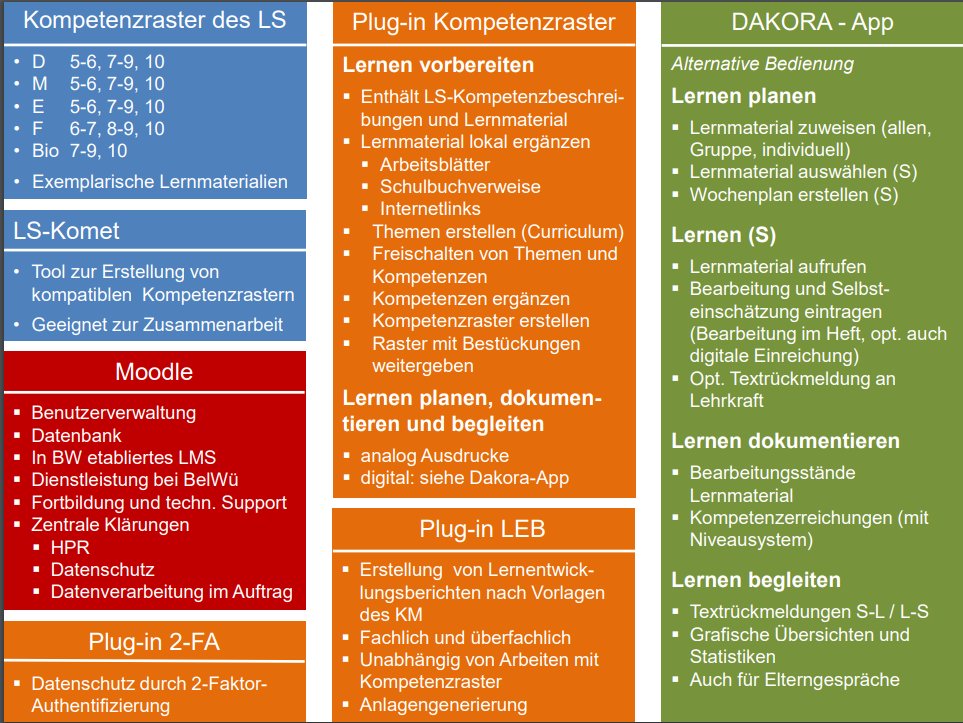 Kompetenzraster des LS
• D 5-6, 7-9, 10
• M 5-6, 7-9, 10
• E 5-6, 7-9, 10
• F 6-7, 8-9, 10
• Bio 7-9, 10
• Exemplarische Lernmaterialien
LS-Komet
• Tool zur Erstellung von
kompatiblen Kompetenzrastern
• Geeignet zur Zusammenarbeit
Moodle
▪ Benutzerverwaltung
▪ Datenbank
▪ In BW etabliertes LMS
▪ Dienstleistung bei BelWü
▪ Fortbildung und techn. Support
▪ Zentrale Klärungen
▪ HPR
▪ Datenschutz
▪ Datenverarbeitung im Auftrag
Plug-in 2-FA
▪ Datenschutz durch 2-Faktor-
Authentifizierung
Plug-in Kompetenzraster
Lernen vorbereiten
▪ Enthält LS-Kompetenzbeschrei-
bungen und Lernmaterial
▪ Lernmaterial lokal ergänzen
▪ Arbeitsblätter
▪ Schulbuchverweise
▪ Internetlinks
▪ Themen erstellen (Curriculum)
▪ Freischalten von Themen und
Kompetenzen
▪ Kompetenzen ergänzen
▪ Kompetenzraster erstellen
▪ Raster mit Bestückungen
weitergeben
Lernen planen, dokumen-
tieren und begleiten
▪ analog Ausdrucke
▪ digital: siehe Dakora-App
Plug-in LEB
▪ Erstellung von Lernentwick-
lungsberichten nach Vorlagen
des KM
▪ Fachlich und überfachlich
▪ Unabhängig von Arbeiten mit
Kompetenzraster
▪ Anlagengenerierung
DAKORA - App
Alternative Bedienung
Lernen planen
▪ Lernmaterial zuweisen (allen,
Gruppe, individuell)
▪ Lernmaterial auswählen (S)
▪ Wochenplan erstellen (S)
Lernen (S)
▪ Lernmaterial aufrufen
▪ Bearbeitung und Selbst-
einschätzung eintragen
(Bearbeitung im Heft, opt. auch
digitale Einreichung)
▪ Opt. Textrückmeldung an
Lehrkraft
Lernen dokumentieren
▪ Bearbeitungsstände
Lernmaterial
▪ Kompetenzerreichungen (mit
Niveausystem)
Lernen begleiten
▪ Textrückmeldungen S-L / L-S
▪ Grafische Übersichten und
Statistiken
▪ Auch für Elterngespräche